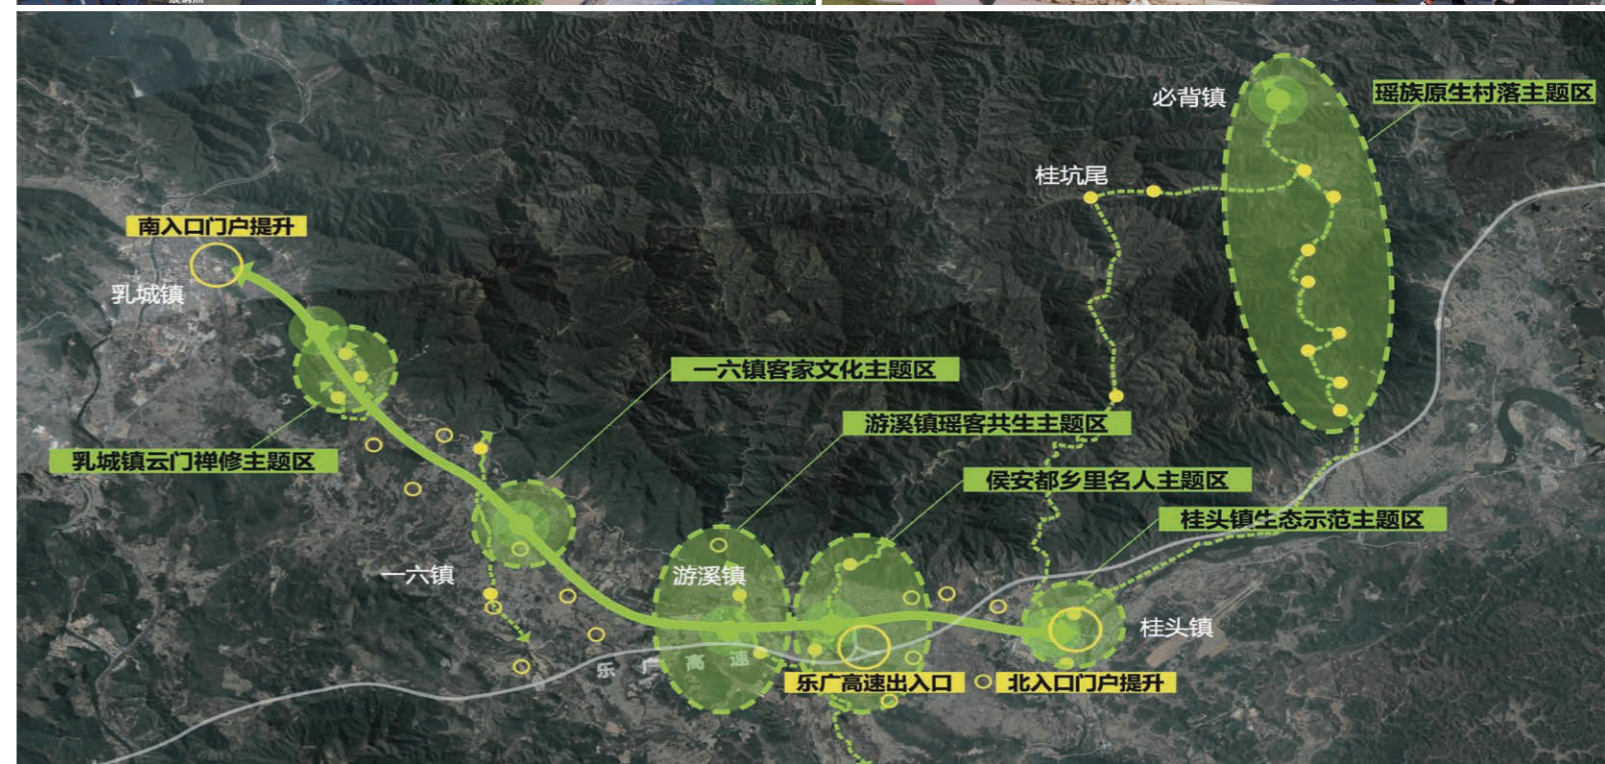 必背镇
瑶族原生村落主题区
桂坑尾
南入口门户提升
乳城镇
一六镇客家文化主题区
游溪镇瑶客共生主题区
乳城镇云门禅修主题区
侯安都乡里名人主题区
桂头镇生态示范主题区
一六镇
游溪镇
桂头镇
乐广高速
乐广高速出入口
北入口门户提升